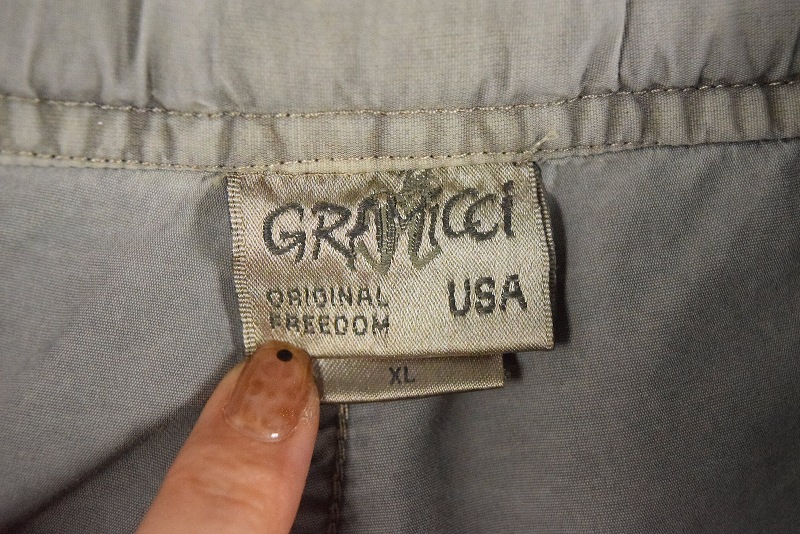 GRAMiCCi
ORIGINAL
FREEDOM
USA
XL